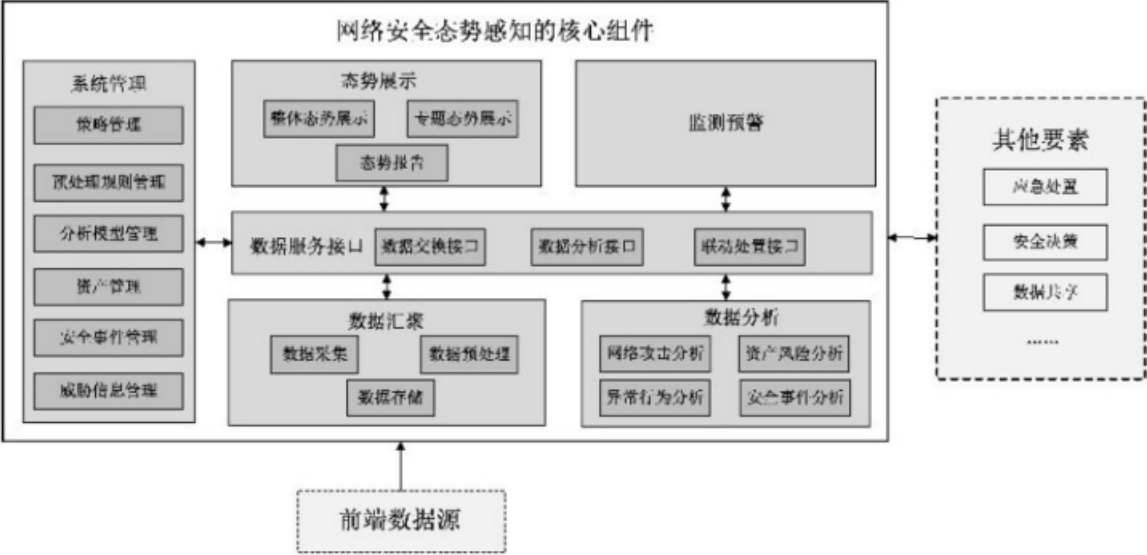 网络安全态势感知的核心组件
系统管理
策略管理
预处理规则管理
分析模型管理
资产管理
安全事件管理
威胁信息管理
态势展示
整体态势展示
专题态势展示
态势报告
监测预警
数据服务接口
数据交换接口
数据分析接口
联动处置接口
数据汇聚
数据采集
数据预处理
数据存储
数据分析
网络攻击分析
资产风险分析
异常行为分析
安全事件分析
其他要素
应急处置
安全决策
数据共享
......
前端数据源